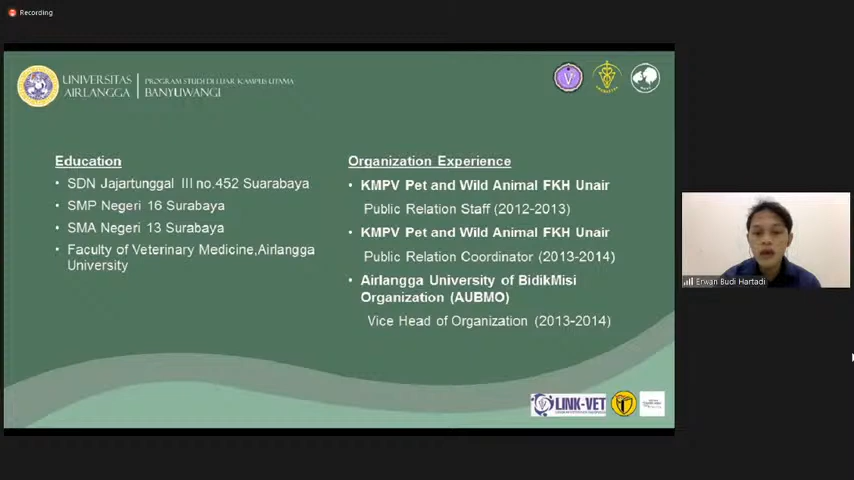 Recording
UNIVERSITAS
AIRLANGGA
PROGRAM STUDI DI LUAR KAMPUS UTAMA
BANYUWANGI
Education
• SDN Jajartunggal III no.452 Suarabaya
• SMP Negeri 16 Surabaya
• SMA Negeri 13 Surabaya
• Faculty of Veterinary Medicine,Airlangga
University
Organization Experience
• KMPV Pet and Wild Animal FKH Unair
Public Relation Staff (2012-2013)
• KMPV Pet and Wild Animal FKH Unair
Public Relation Coordinator (2013-2014)
• Airlangga University of BidikMisi
Organization (AUBMO)
Vice Head of Organization (2013-2014)
Erwan Budi Hartadi
LINK-VET